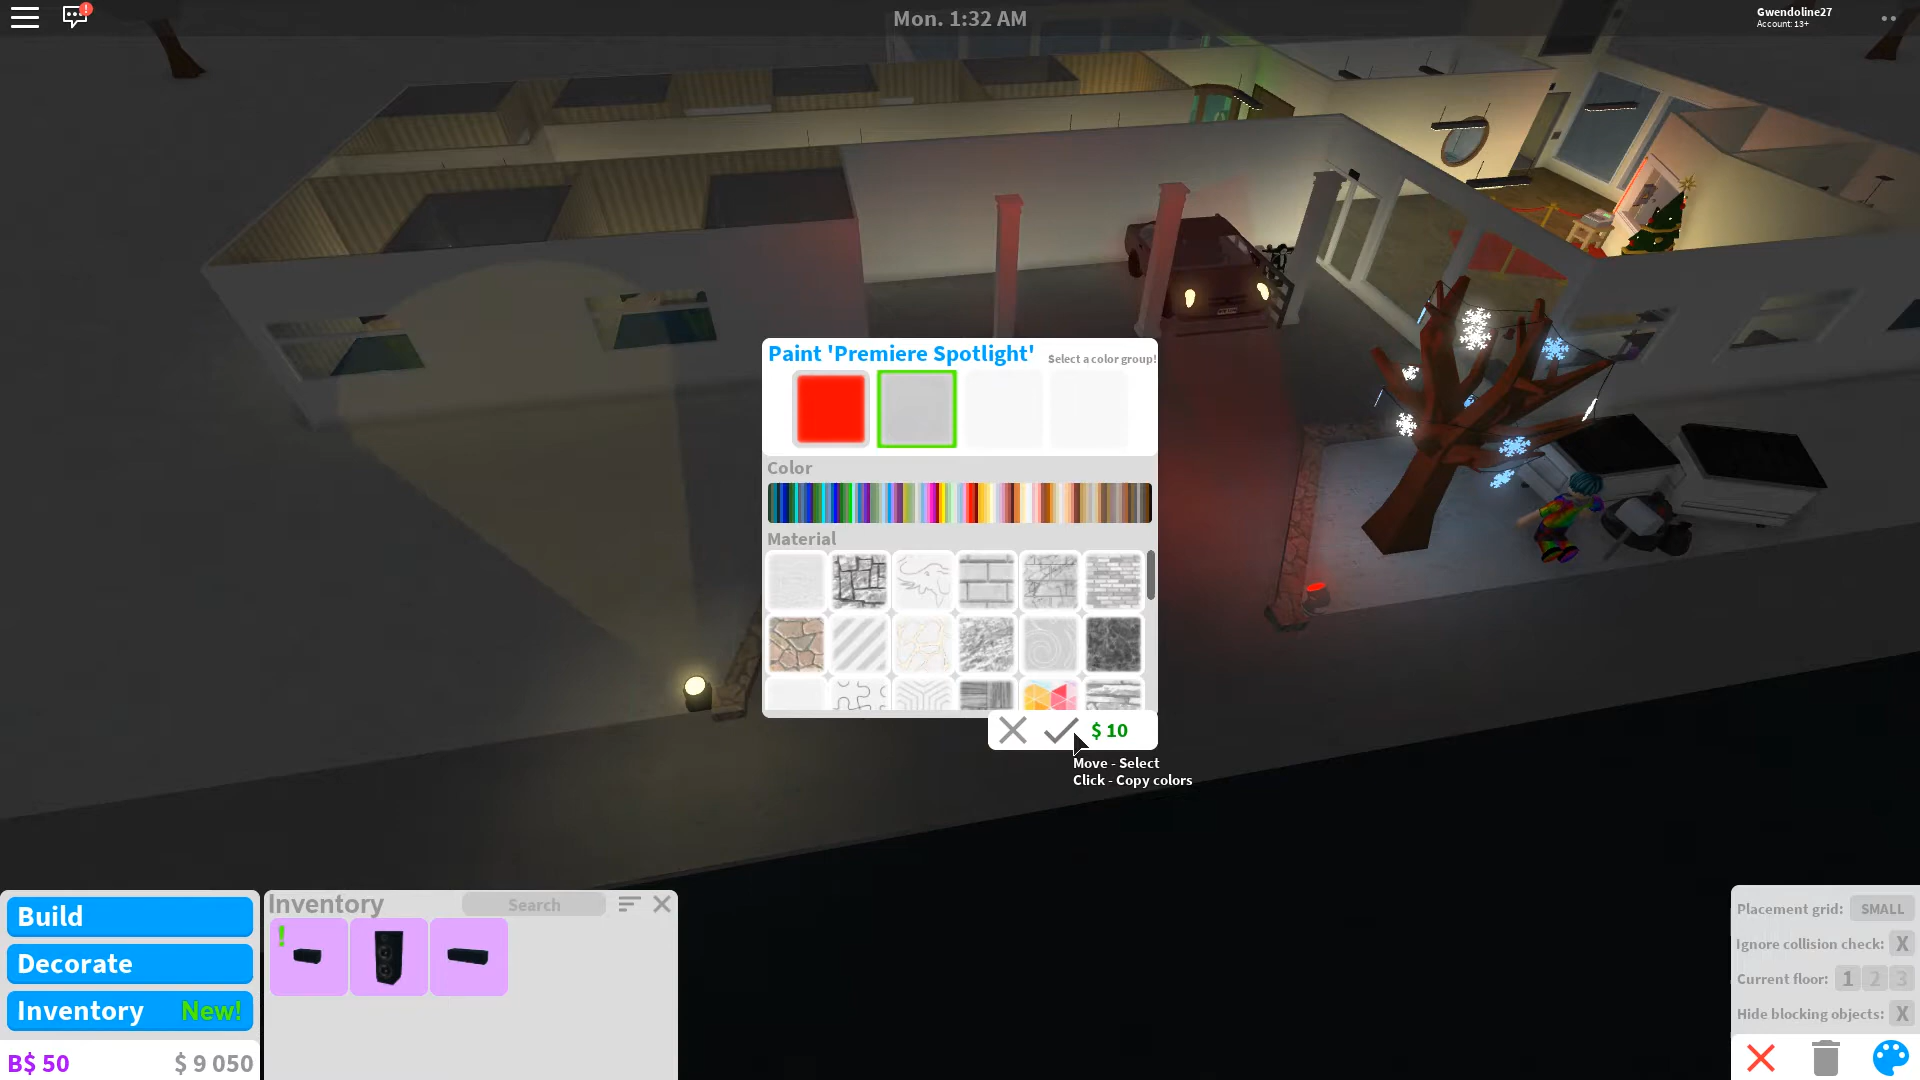 Mon. 1:32 AM
Gwendoline27
Account: 13+
Paint 'Premiere Spotlight'
Select a color group!
Color
Material
$ 10
Move - Select
Click - Copy colors
Build
Decorate
Inventory New!
B$ 50
$ 9 050
Inventory
Search
!
Placement grid: SMALL
Ignore collision check: X
Current floor: 1 2 3
Hide blocking objects: X